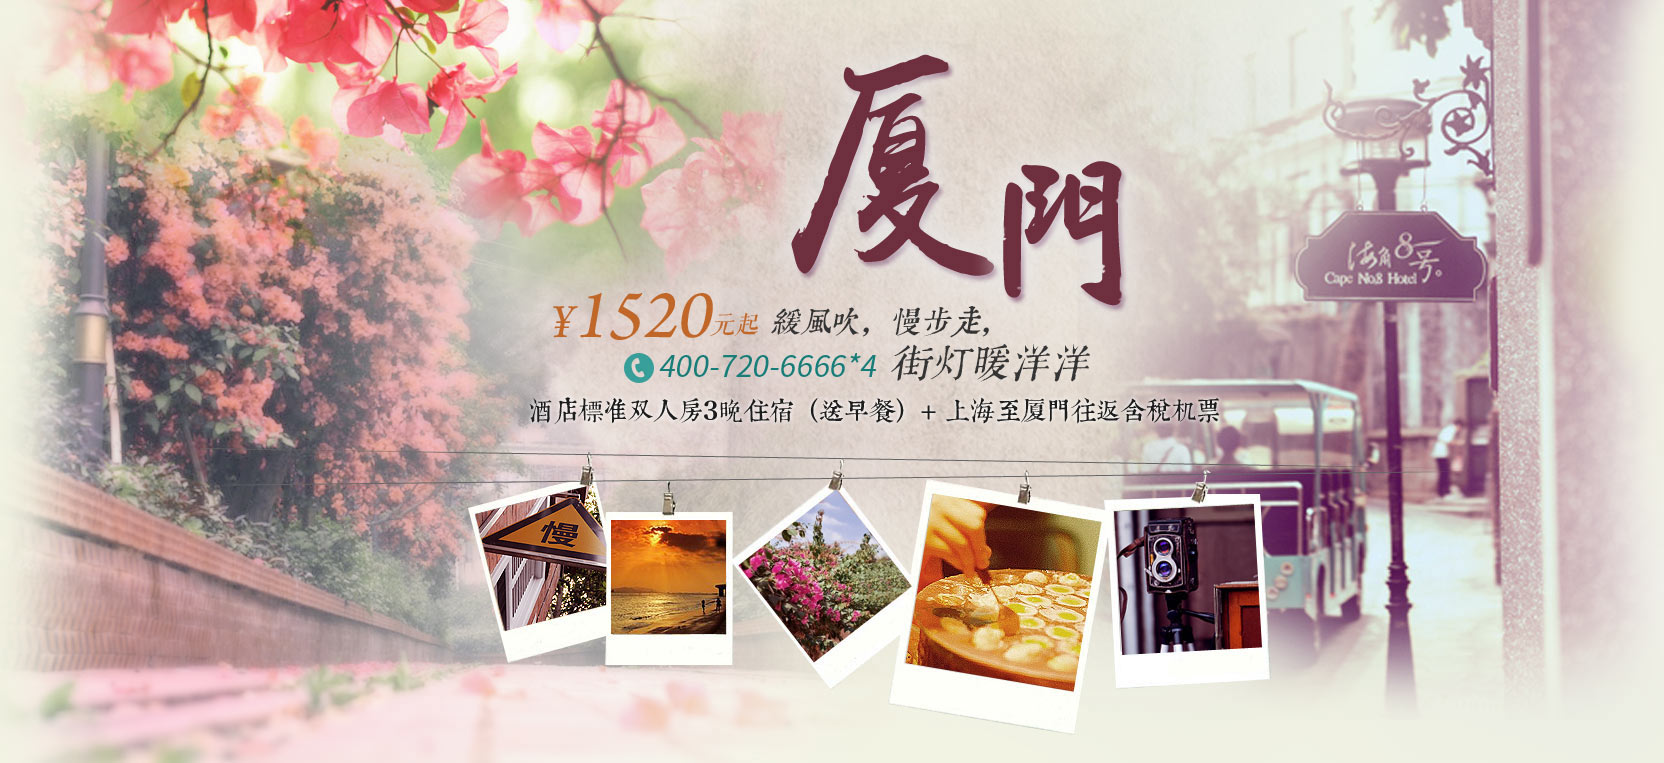 厦門
¥1520元起 緩風吹，慢步走，
400-720-6666*4 街灯暖洋洋
酒店標准双人房3晚住宿（送早餐）+ 上海至厦門往返含税机票
海角8号。
Cape No.8 Hotel
慢